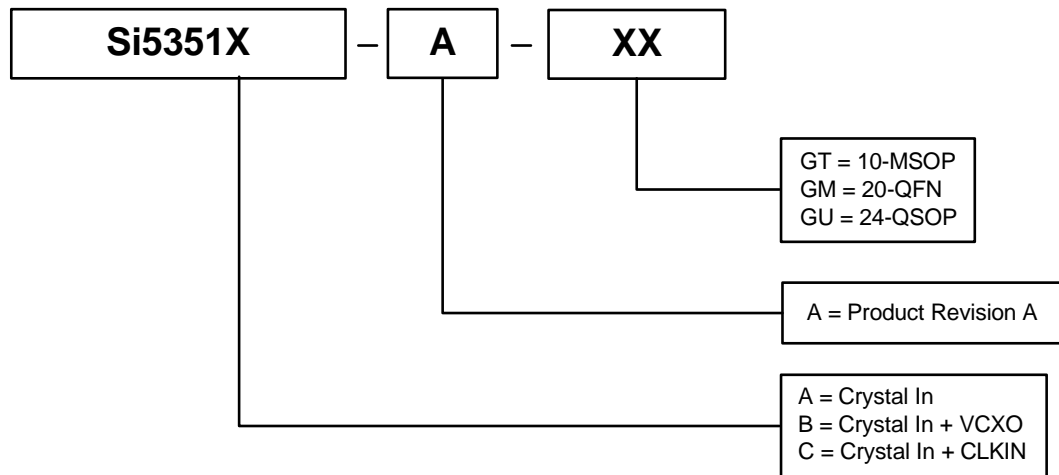 Si5351X – A – XX
GT = 10-MSOP
GM = 20-QFN
GU = 24-QSOP
A = Product Revision A
A = Crystal In
B = Crystal In + VCXO
C = Crystal In + CLKIN